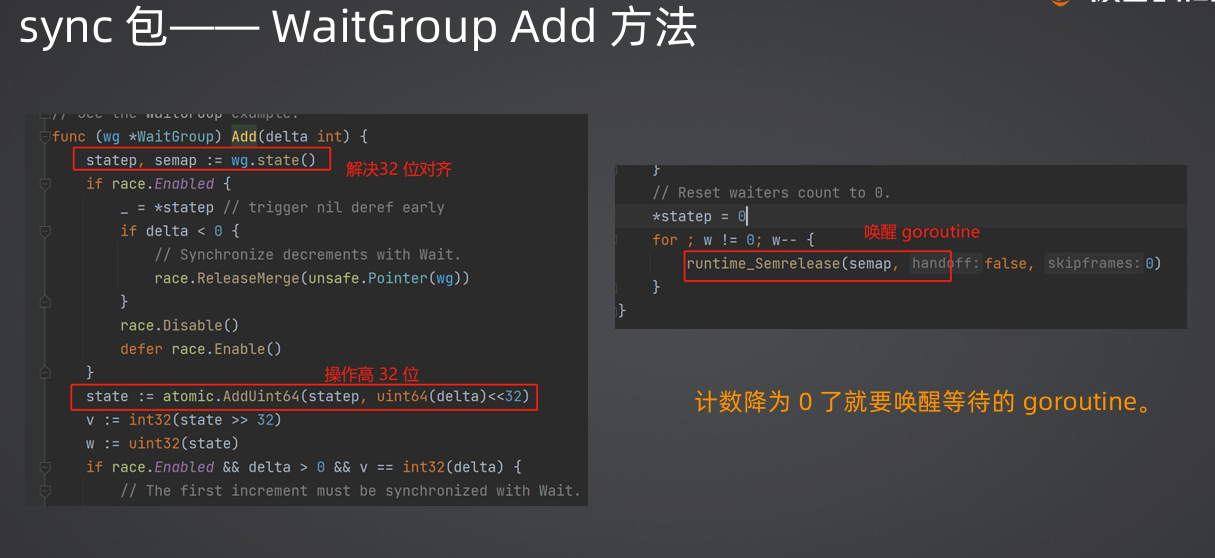 sync 包—— WaitGroup Add 方法
// See the WaitGroup example.
func (wg *WaitGroup) Add(delta int) {
statep, semap := wg.state()
解决32 位对齐
if race.Enabled {
_ = *statep // trigger nil deref early
if delta < 0 {
// Synchronize decrements with Wait.
race.ReleaseMerge(unsafe.Pointer(wg))
}
race.Disable()
defer race.Enable()
}
操作高 32 位
state := atomic.AddUint64(statep, uint64(delta)<<32)
v := int32(state >> 32)
w := uint32(state)
if race.Enabled && delta > 0 && v == int32(delta) {
// The first increment must be synchronized with Wait.
}
// Reset waiters count to 0.
*statep = 0
for ; w != 0; w-- {
唤醒 goroutine
runtime_Semrelease(semap, handoff: false, skipframes: 0)
}
}
计数降为 0 了就要唤醒等待的 goroutine。